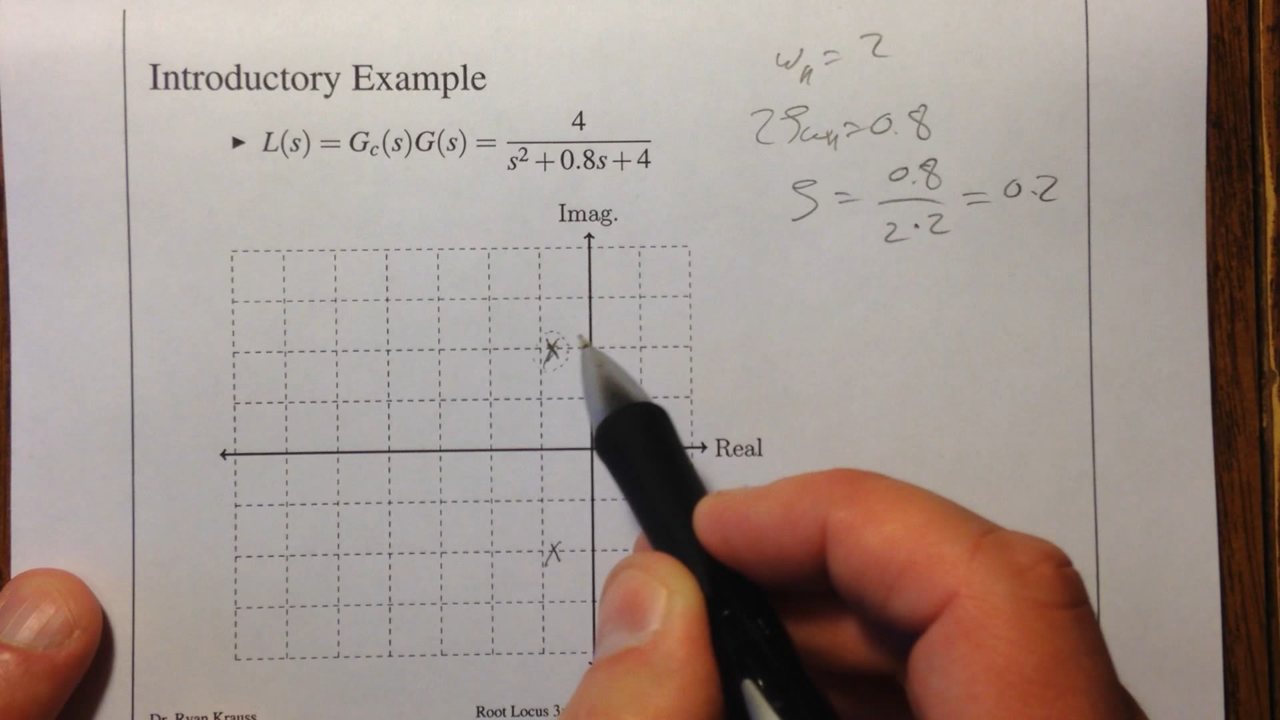 Introductory Example
► L(s) = G_c(s)G(s) = 4 / (s² + 0.8s + 4)
ω_n = 2
2ζω_n = 0.8
ζ = 0.8 / (2·2) = 0.2
Imag.
Real
Dr. Ryan Krauss
Root Locus 3